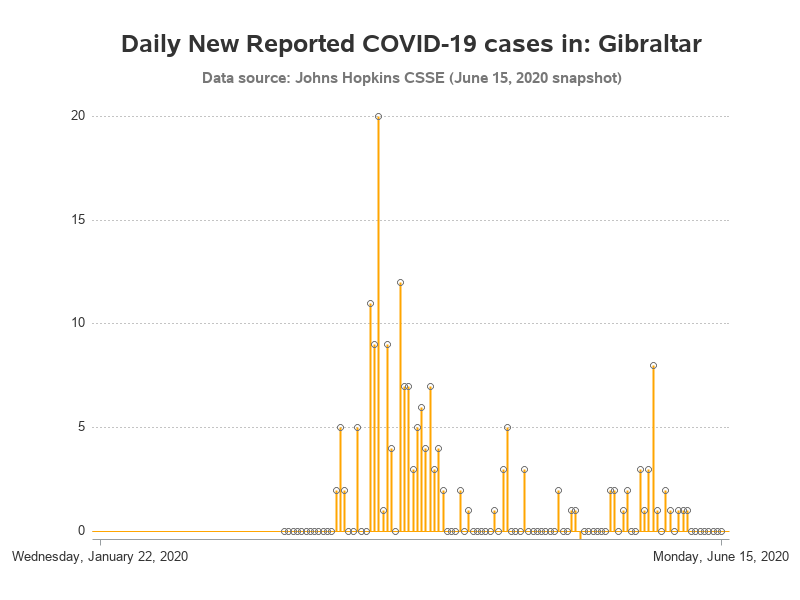 Daily New Reported COVID-19 cases in: Gibraltar
Data source: Johns Hopkins CSSE (June 15, 2020 snapshot)
20
15
10
5
0
Wednesday, January 22, 2020
Monday, June 15, 2020